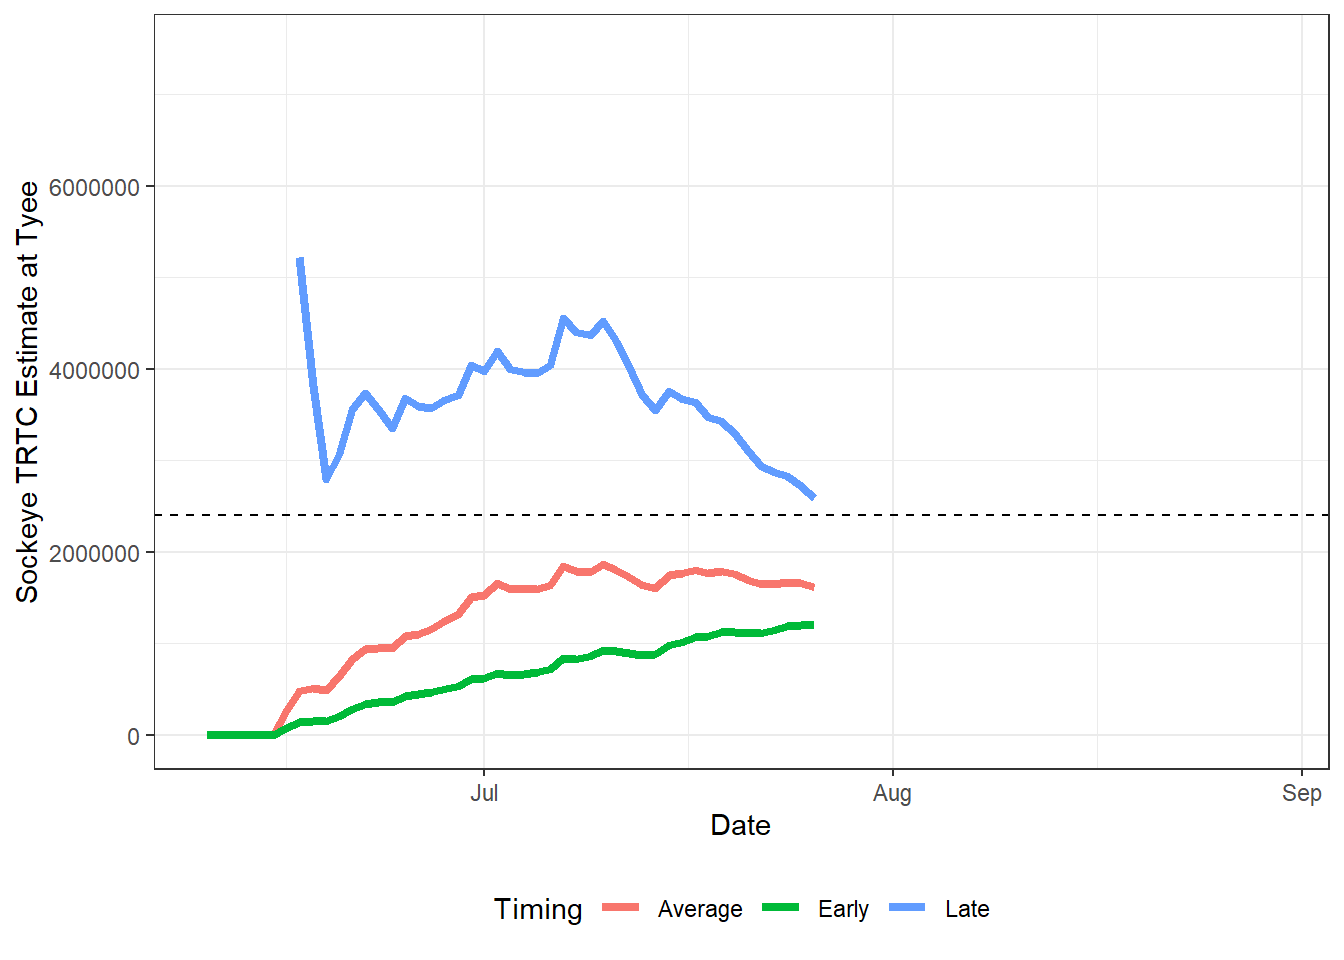 Sockeye TRTC Estimate at Tyee
6000000
4000000
2000000
0
Jul Aug Sep
Date
Timing Average Early Late